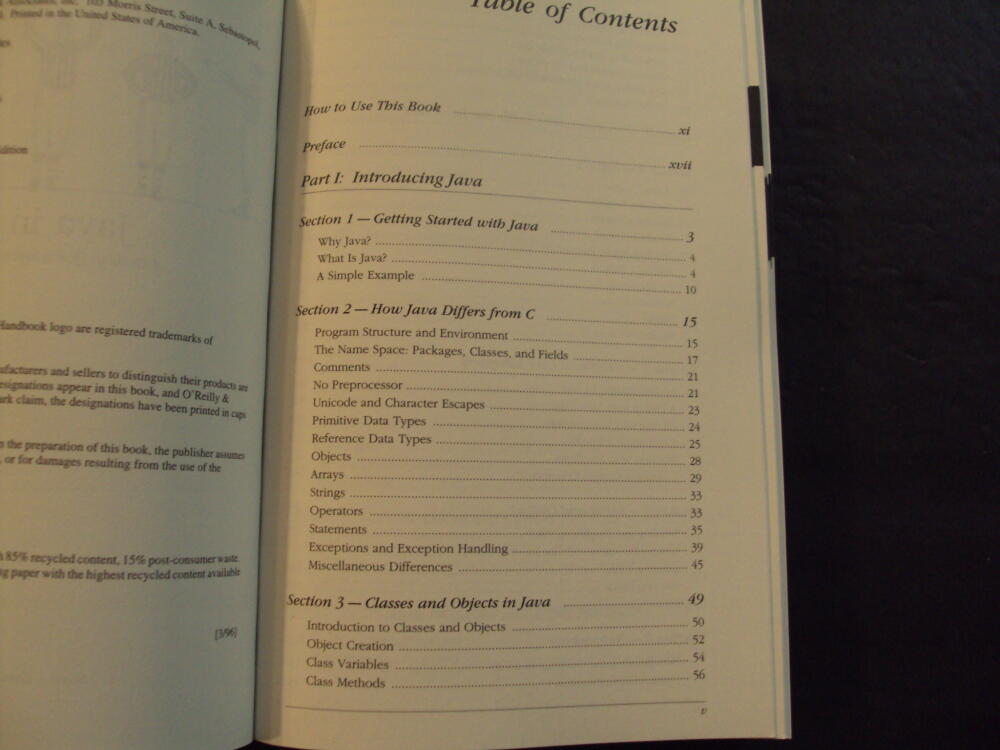 Associates, Inc. 103 Morris Street, Suite A, Sebastopol,
Printed in the United States of America.
Handbook logo are registered trademarks of
manufacturers and sellers to distinguish their products are
designations appear in this book, and O'Reilly &
claim, the designations have been printed in caps
the preparation of this book, the publisher assumes
, or for damages resulting from the use of the
85% recycled content, 15% post-consumer waste.
paper with the highest recycled content available
[3/96]
Table of Contents
How to Use This Book ... xi
Preface ... xvii
Part I: Introducing Java
Section 1 — Getting Started with Java ... 3
Why Java? ... 4
What Is Java? ... 4
A Simple Example ... 10
Section 2 — How Java Differs from C ... 15
Program Structure and Environment ... 15
The Name Space: Packages, Classes, and Fields ... 17
Comments ... 21
No Preprocessor ... 21
Unicode and Character Escapes ... 23
Primitive Data Types ... 24
Reference Data Types ... 25
Objects ... 28
Arrays ... 29
Strings ... 33
Operators ... 33
Statements ... 35
Exceptions and Exception Handling ... 39
Miscellaneous Differences ... 45
Section 3 — Classes and Objects in Java ... 49
Introduction to Classes and Objects ... 50
Object Creation ... 52
Class Variables ... 54
Class Methods ... 56
v